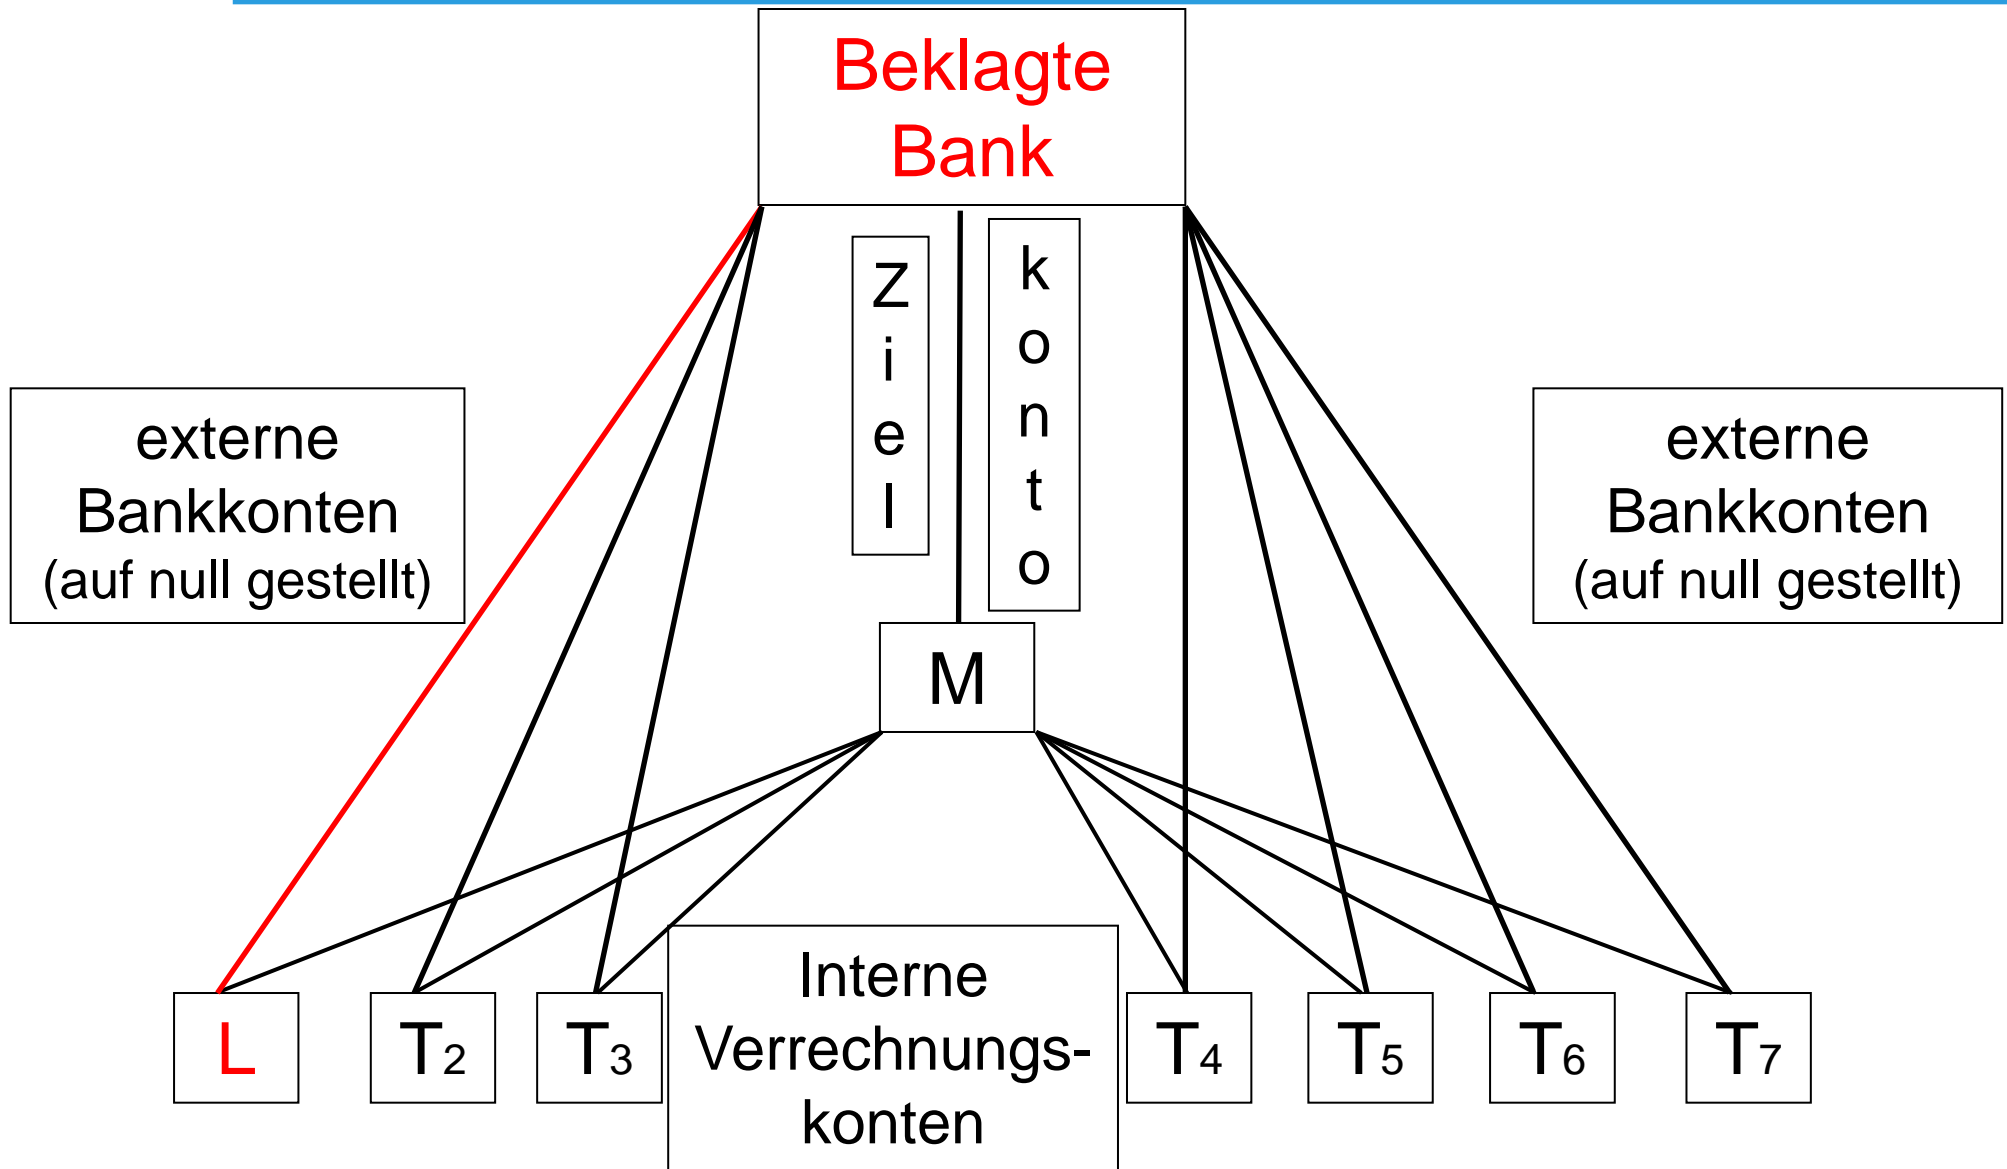 Beklagte
Bank
Z
i
e
l
k
o
n
t
o
externe
Bankkonten
(auf null gestellt)
externe
Bankkonten
(auf null gestellt)
M
L
T2
T3
Interne
Verrechnungs-
konten
T4
T5
T6
T7